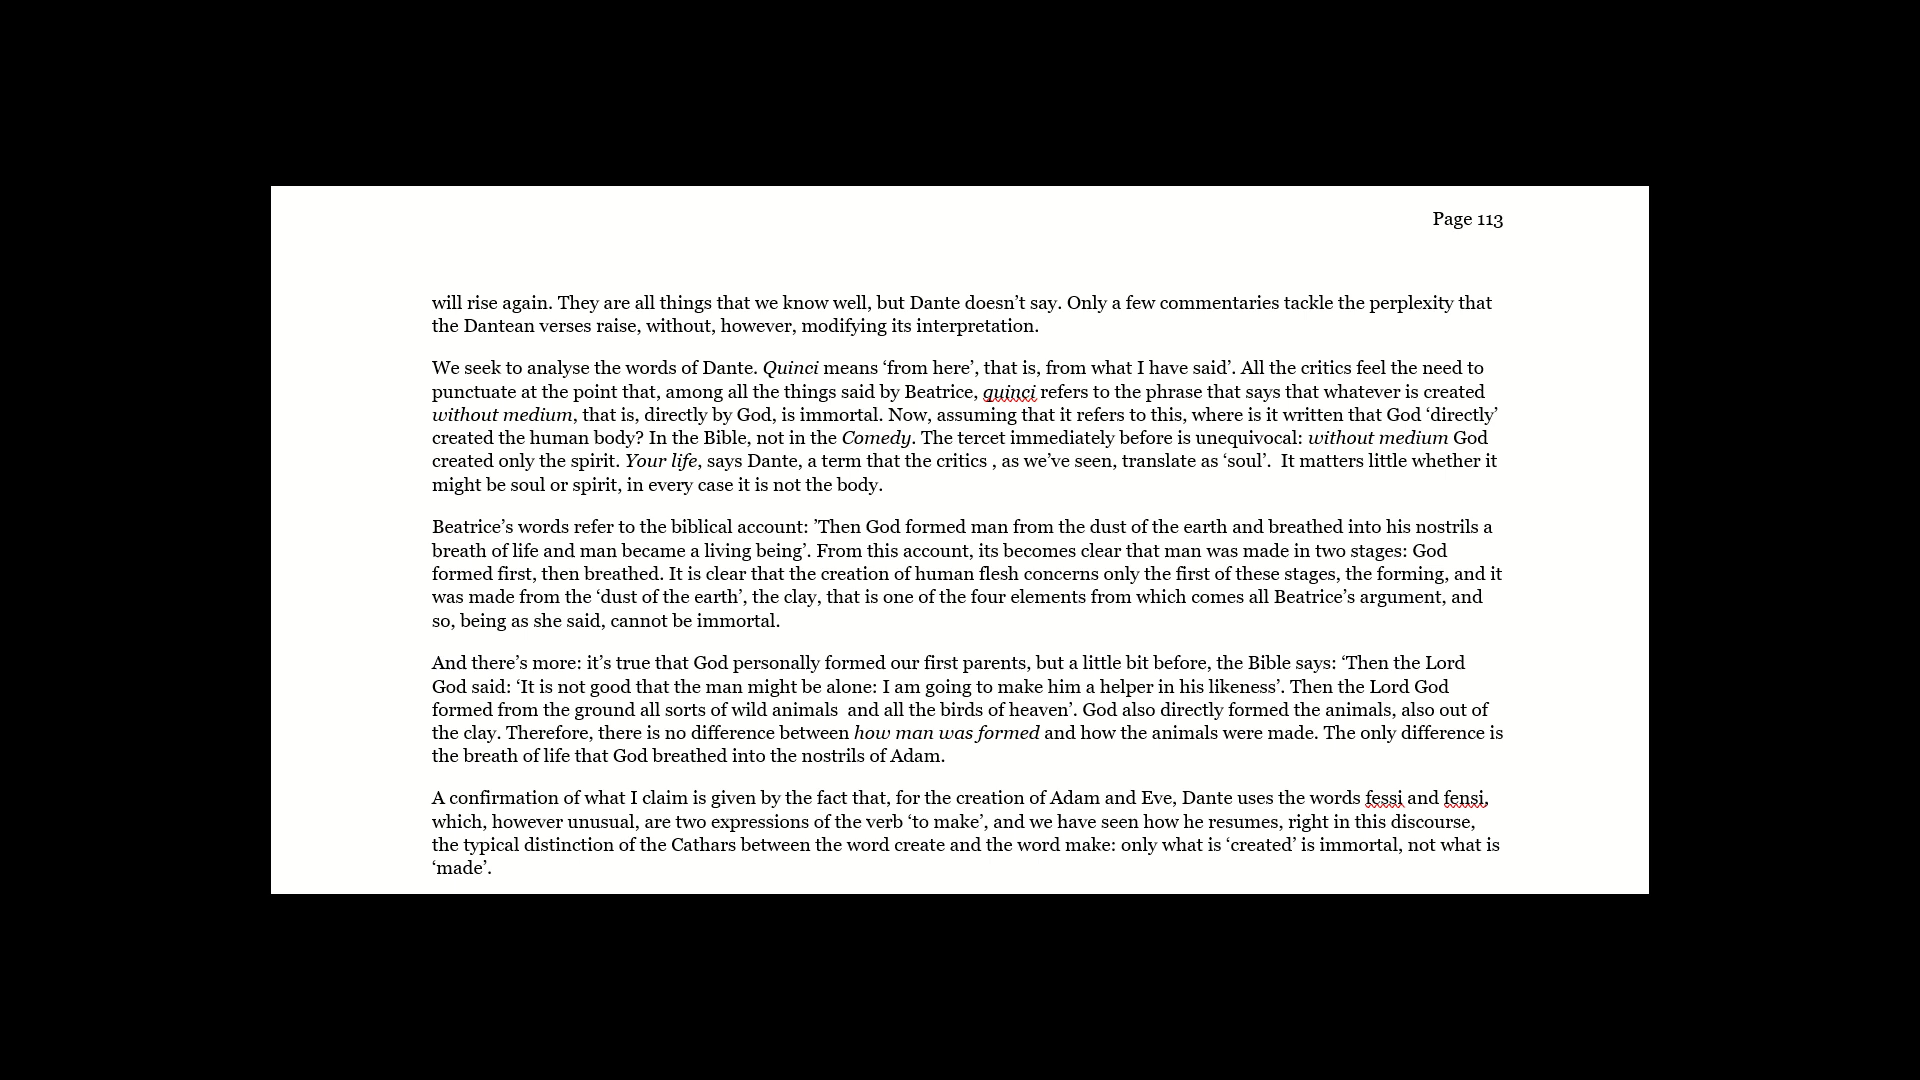 Page 113
will rise again. They are all things that we know well, but Dante doesn’t say. Only a few commentaries tackle the perplexity that
the Dantean verses raise, without, however, modifying its interpretation.
We seek to analyse the words of Dante. Quinci means ‘from here’, that is, from what I have said’. All the critics feel the need to
punctuate at the point that, among all the things said by Beatrice, quinci refers to the phrase that says that whatever is created
without medium, that is, directly by God, is immortal. Now, assuming that it refers to this, where is it written that God ‘directly’
created the human body? In the Bible, not in the Comedy. The tercet immediately before is unequivocal: without medium God
created only the spirit. Your life, says Dante, a term that the critics , as we’ve seen, translate as ‘soul’.  It matters little whether it
might be soul or spirit, in every case it is not the body.
Beatrice’s words refer to the biblical account: ’Then God formed man from the dust of the earth and breathed into his nostrils a
breath of life and man became a living being’. From this account, its becomes clear that man was made in two stages: God
formed first, then breathed. It is clear that the creation of human flesh concerns only the first of these stages, the forming, and it
was made from the ‘dust of the earth’, the clay, that is one of the four elements from which comes all Beatrice’s argument, and
so, being as she said, cannot be immortal.
And there’s more: it’s true that God personally formed our first parents, but a little bit before, the Bible says: ‘Then the Lord
God said: ‘It is not good that the man might be alone: I am going to make him a helper in his likeness’. Then the Lord God
formed from the ground all sorts of wild animals  and all the birds of heaven’. God also directly formed the animals, also out of
the clay. Therefore, there is no difference between how man was formed and how the animals were made. The only difference is
the breath of life that God breathed into the nostrils of Adam.
A confirmation of what I claim is given by the fact that, for the creation of Adam and Eve, Dante uses the words fessi and fensi,
which, however unusual, are two expressions of the verb ‘to make’, and we have seen how he resumes, right in this discourse,
the typical distinction of the Cathars between the word create and the word make: only what is ‘created’ is immortal, not what is
‘made’.